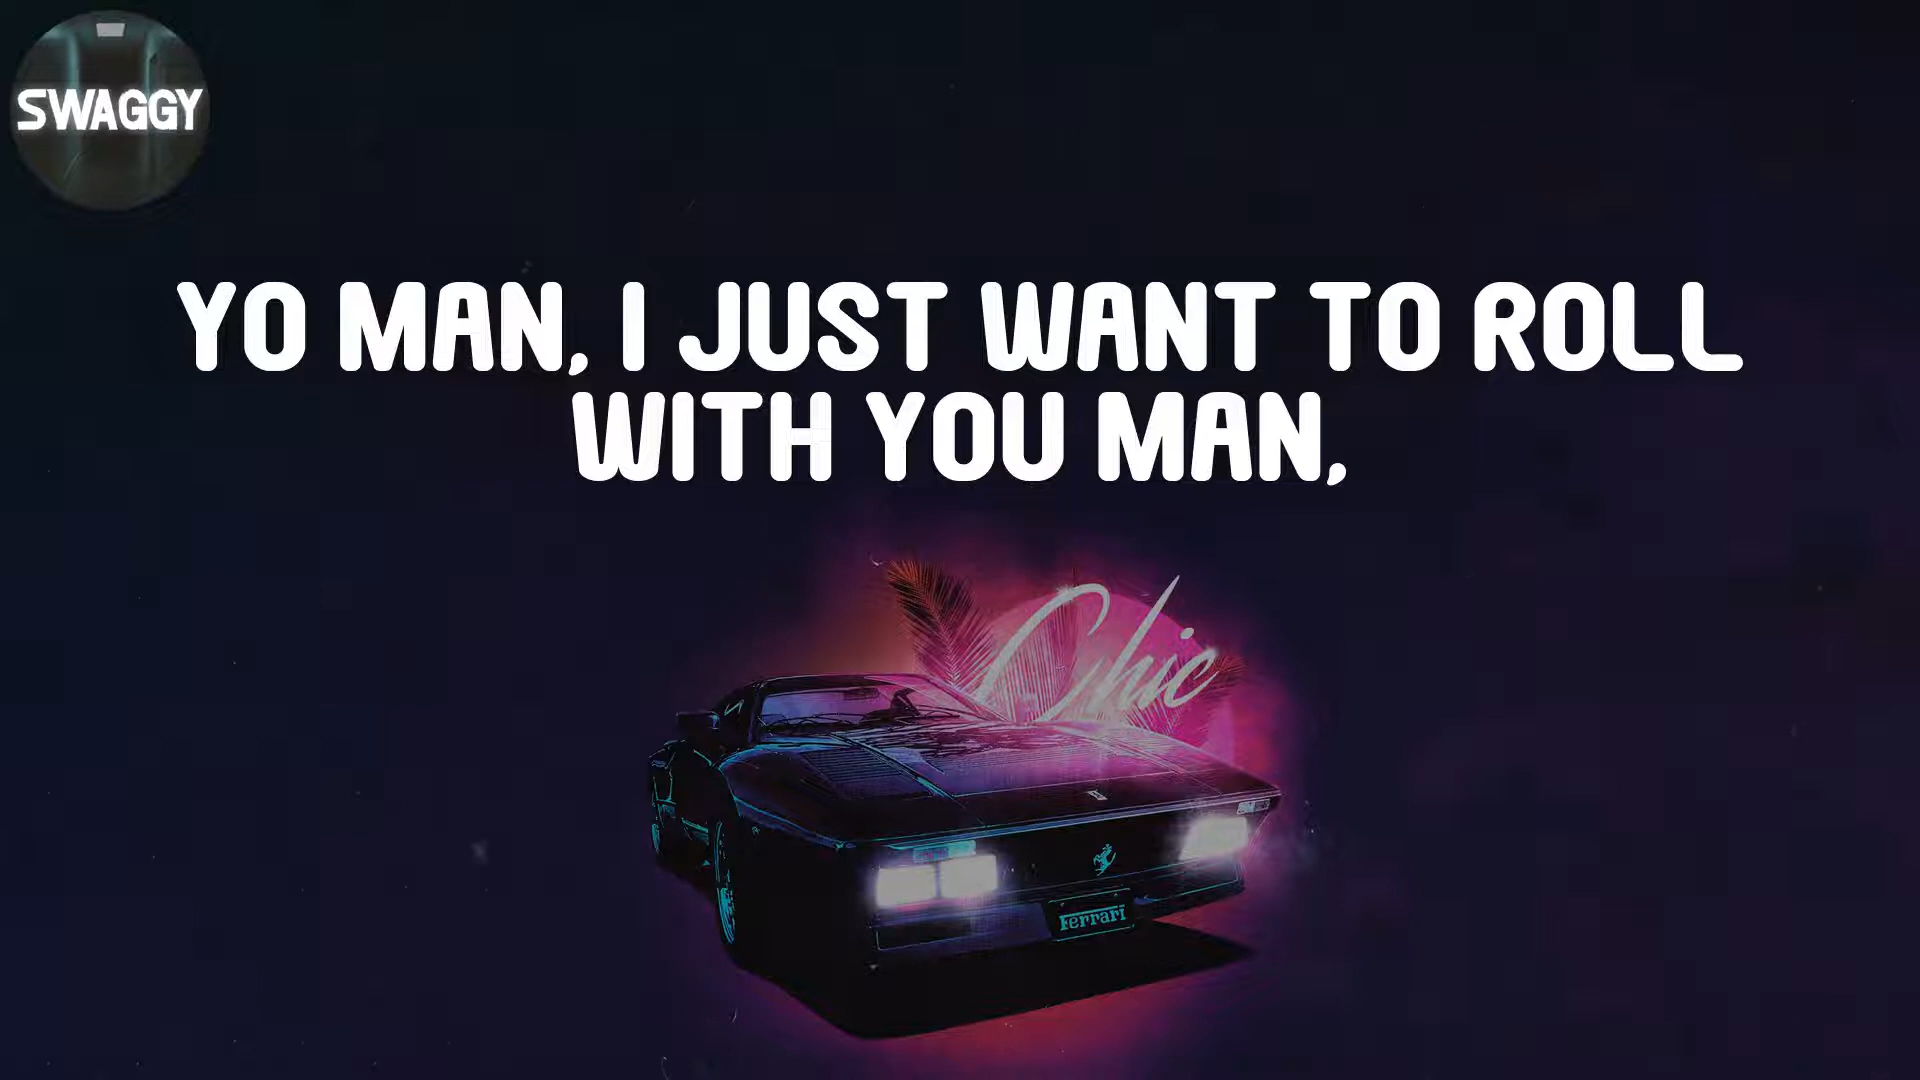 SWAGGY
YO MAN, I JUST WANT TO ROLL
WITH YOU MAN,
Chic
Ferrari